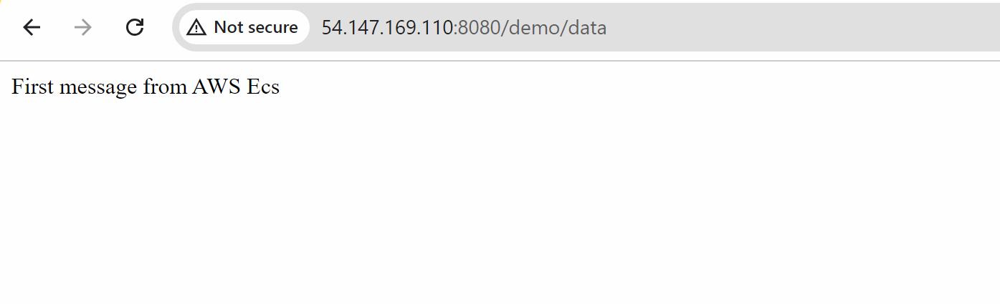 Not secure 54.147.169.110:8080/demo/data
First message from AWS Ecs